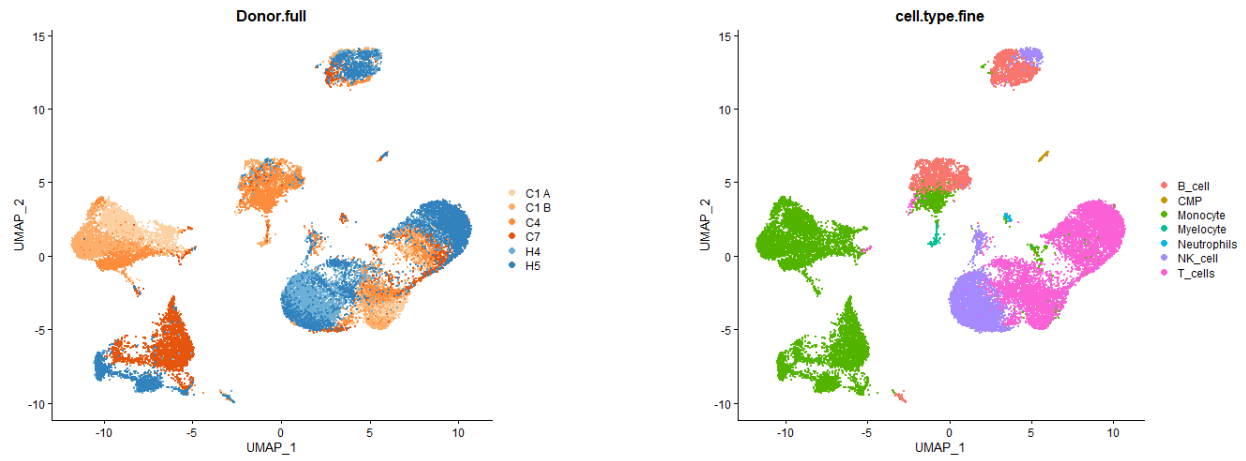 Donor.full
15
10
5
0
-5
-10
UMAP_2
-10
-5
0
5
10
UMAP_1
C1 A
C1 B
C4
C7
H4
H5
cell.type.fine
15
10
5
0
-5
-10
UMAP_2
-10
-5
0
5
10
UMAP_1
B_cell
CMP
Monocyte
Myelocyte
Neutrophils
NK_cell
T_cells